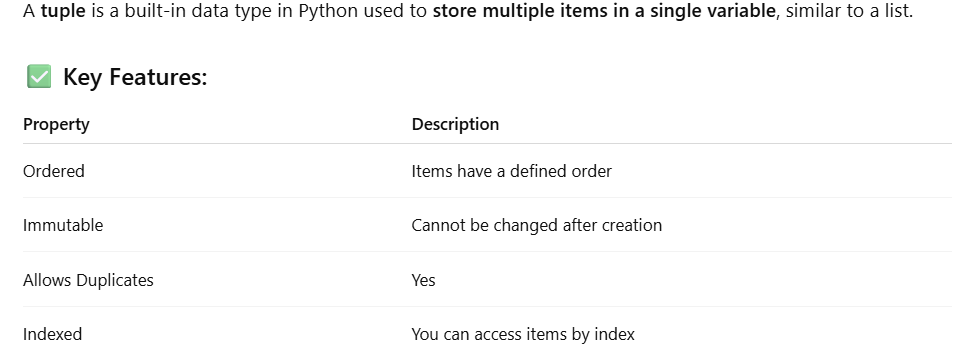 A tuple is a built-in data type in Python used to store multiple items in a single variable, similar to a list.
✅ Key Features:
Property Description
Ordered Items have a defined order
Immutable Cannot be changed after creation
Allows Duplicates Yes
Indexed You can access items by index